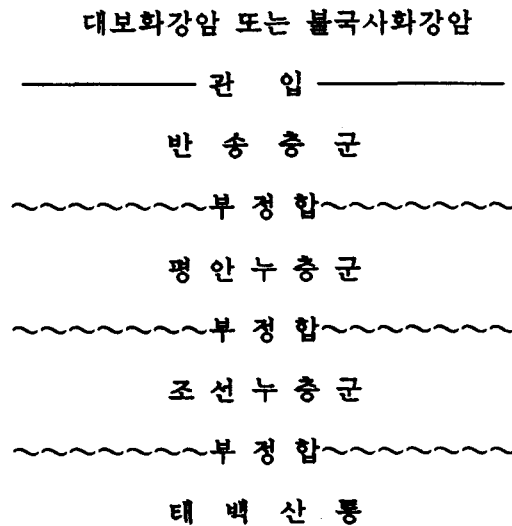 대보화강암 또는 불국사화강암
관 입
반 송 층 군
~~~~~~~부 정 합~~~~~~~
평 안 누 층 군
~~~~~~~부 정 합~~~~~~~
조 선 누 층 군
~~~~~~~부 정 합~~~~~~~
태 백 산 통